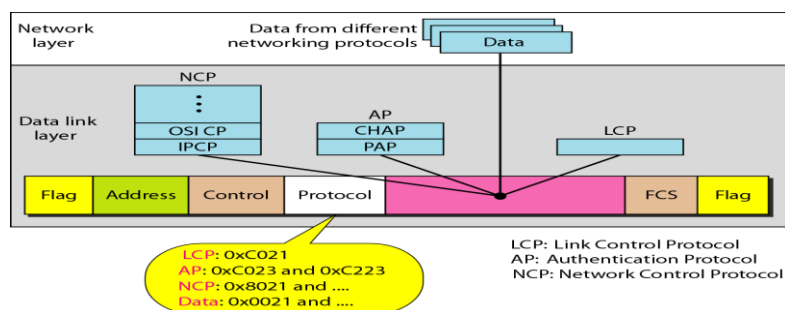 Network
layer
Data from different
networking protocols
Data
Data link
layer
NCP
OSI CP
IPCP
AP
CHAP
PAP
LCP
Flag Address Control Protocol FCS Flag
LCP: 0xC021
AP: 0xC023 and 0xC223
NCP: 0x8021 and ....
Data: 0x0021 and ....
LCP: Link Control Protocol
AP: Authentication Protocol
NCP: Network Control Protocol